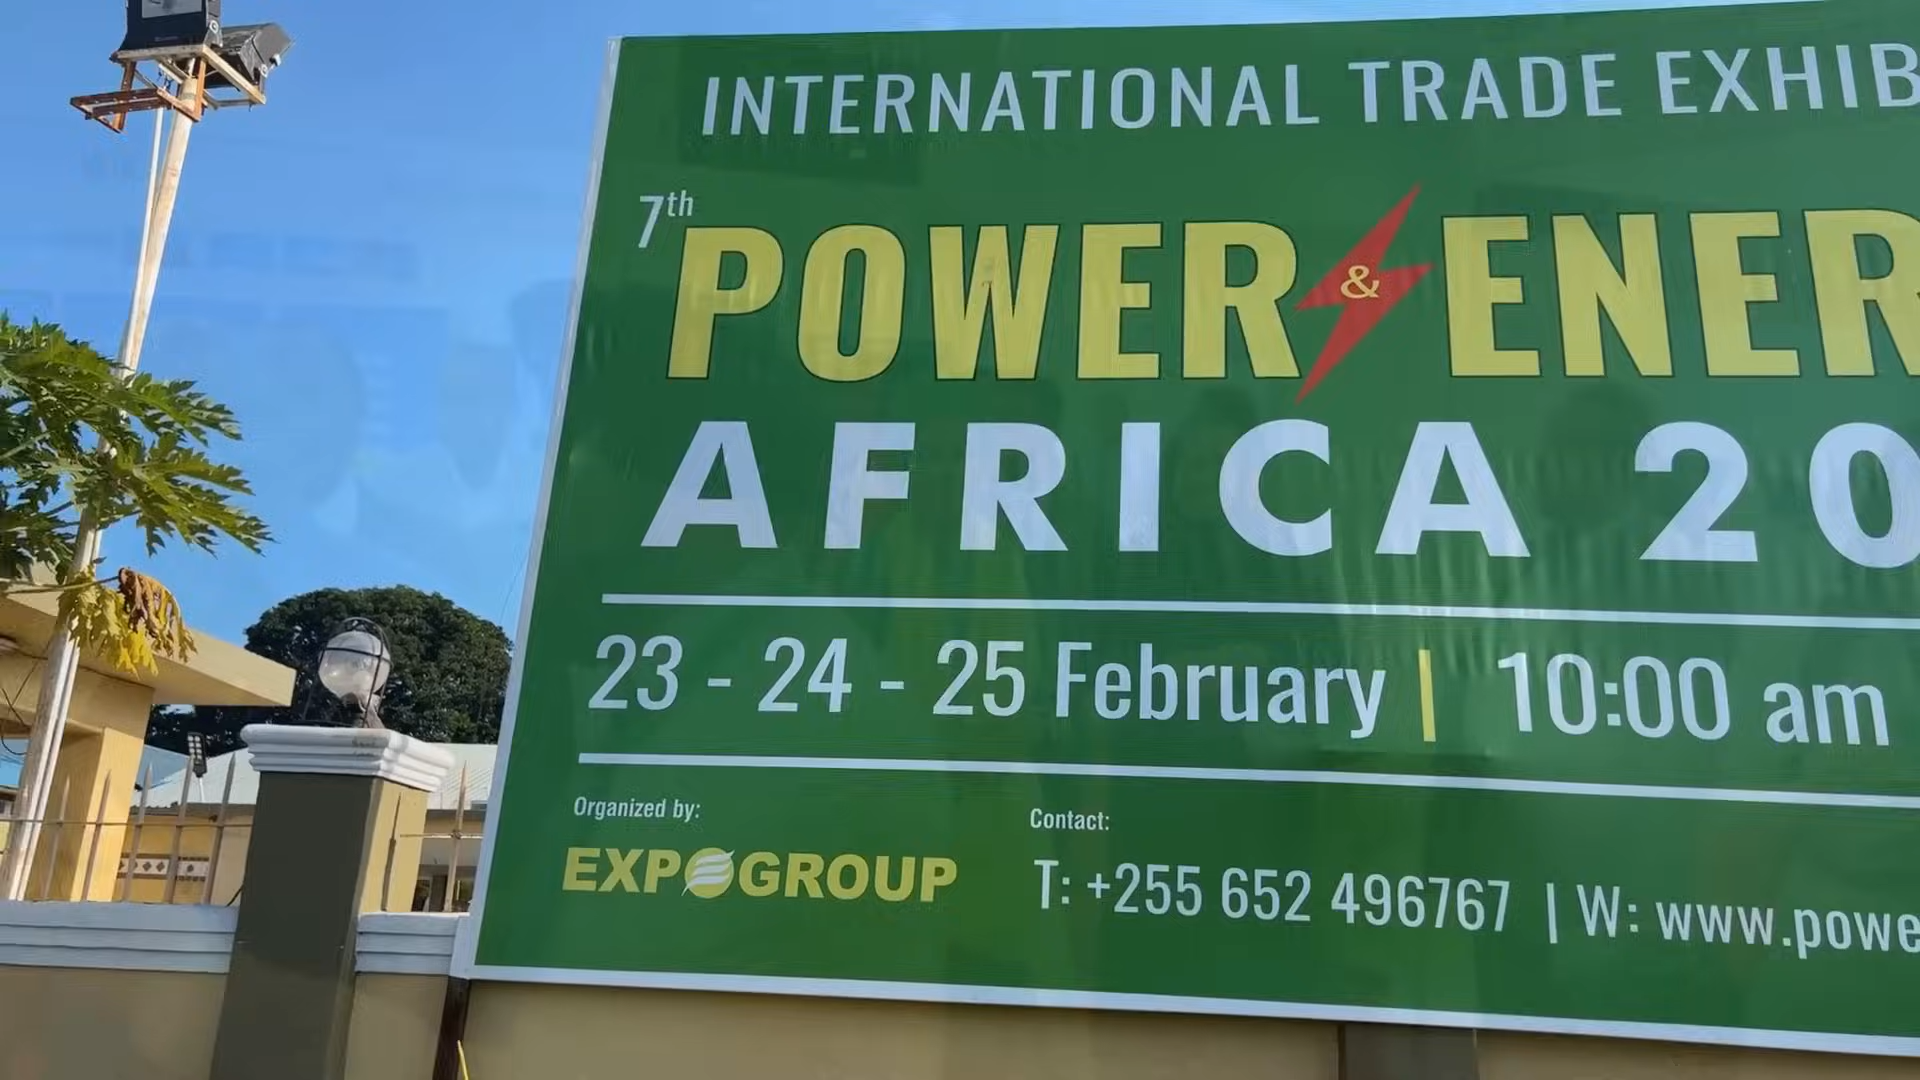 INTERNATIONAL TRADE EXHIB
7th POWER & ENER
AFRICA 20
23 - 24 - 25 February | 10:00 am
Organized by:
EXPOGROUP
Contact:
T: +255 652 496767 | W: www.powe